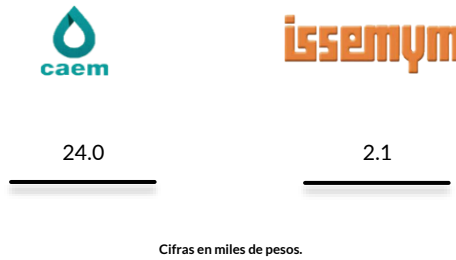 caem
issemym
24.0
2.1
Cifras en miles de pesos.